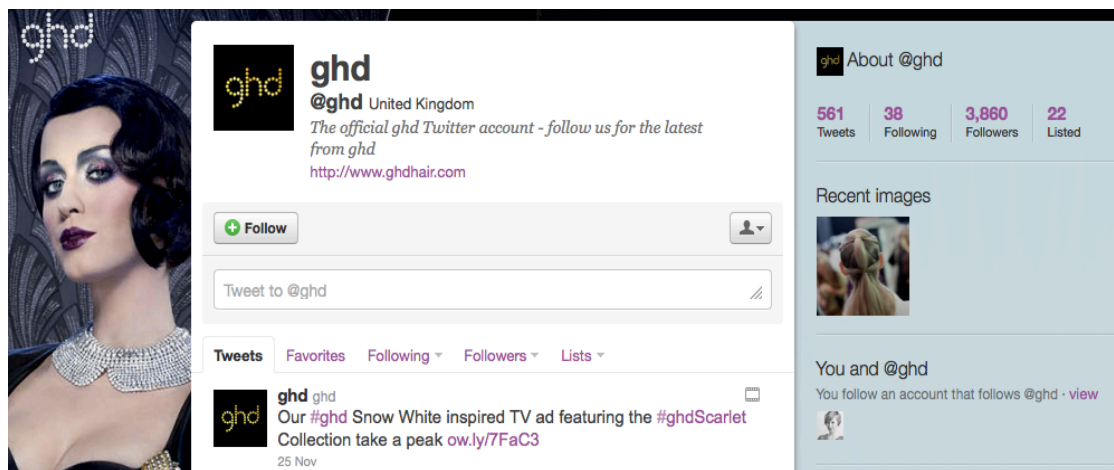 ghd
ghd
ghd
@ghd United Kingdom
The official ghd Twitter account - follow us for the latest
from ghd
http://www.ghdhair.com
Follow
Tweet to @ghd
Tweets Favorites Following Followers Lists
ghd
ghd ghd
Our #ghd Snow White inspired TV ad featuring the #ghdScarlet
Collection take a peak ow.ly/7FaC3
25 Nov
ghd About @ghd
561 38 3,860 22
Tweets Following Followers Listed
Recent images
You and @ghd
You follow an account that follows @ghd · view